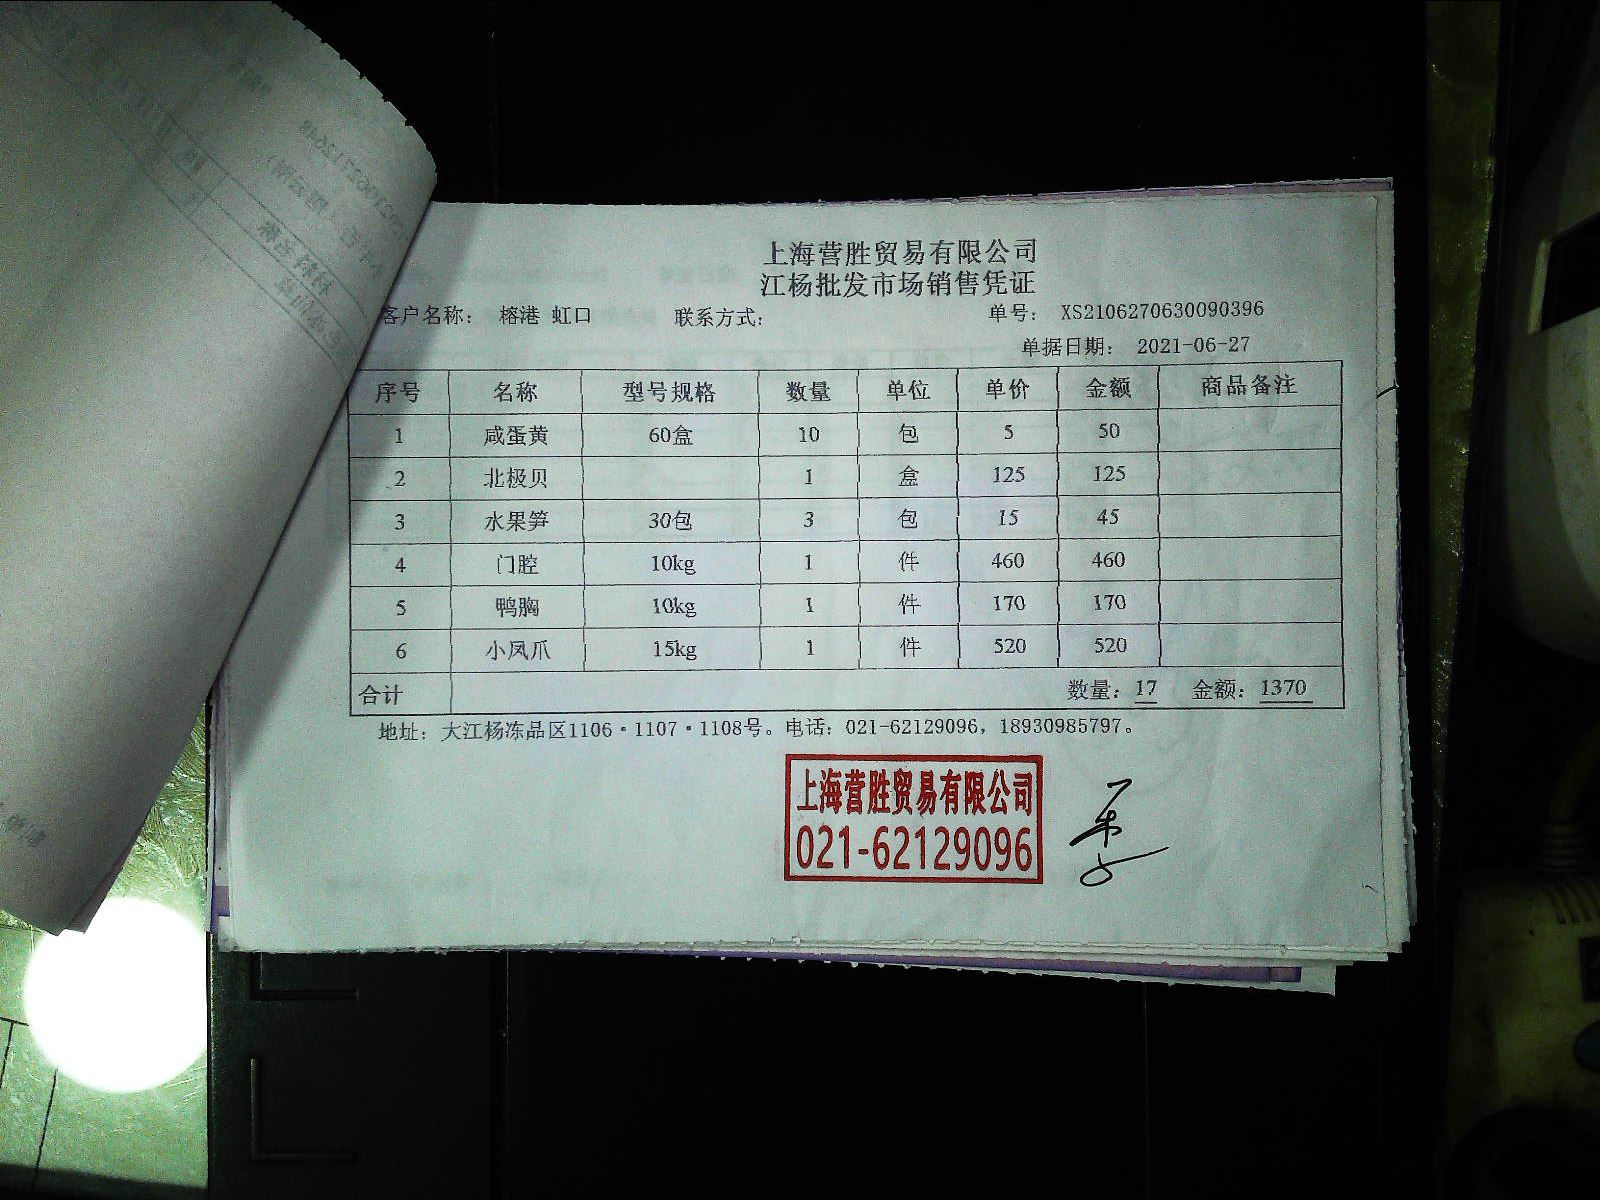 上海营胜贸易有限公司
江杨批发市场销售凭证
客户名称： 榕港 虹口 联系方式： 单号： XS2106270630090396
单据日期： 2021-06-27
序号 名称 型号规格 数量 单位 单价 金额 商品备注
1 咸蛋黄 60盒 10 包 5 50
2 北极贝 1 盒 125 125
3 水果笋 30包 3 包 15 45
4 门腔 10kg 1 件 460 460
5 鸭胸 10kg 1 件 170 170
6 小凤爪 15kg 1 件 520 520
合计 数量：17 金额：1370
地址：大江杨冻品区1106·1107·1108号。电话：021-62129096，18930985797。
上海营胜贸易有限公司
021-62129096